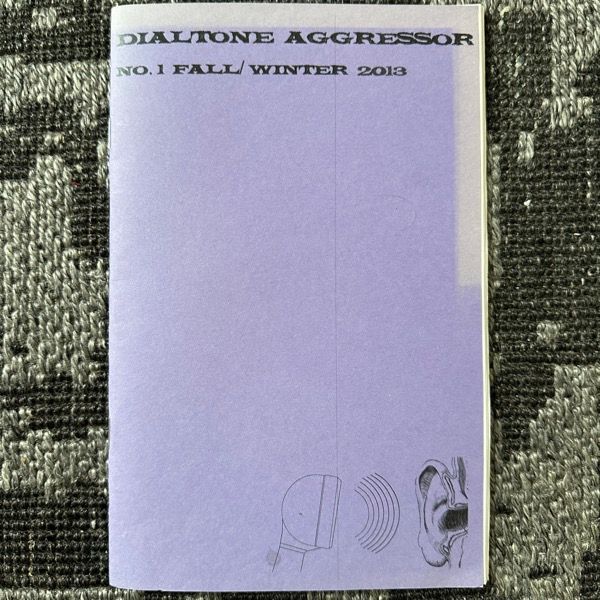 DIALTONE AGGRESSOR
NO. 1 FALL/ WINTER 2013